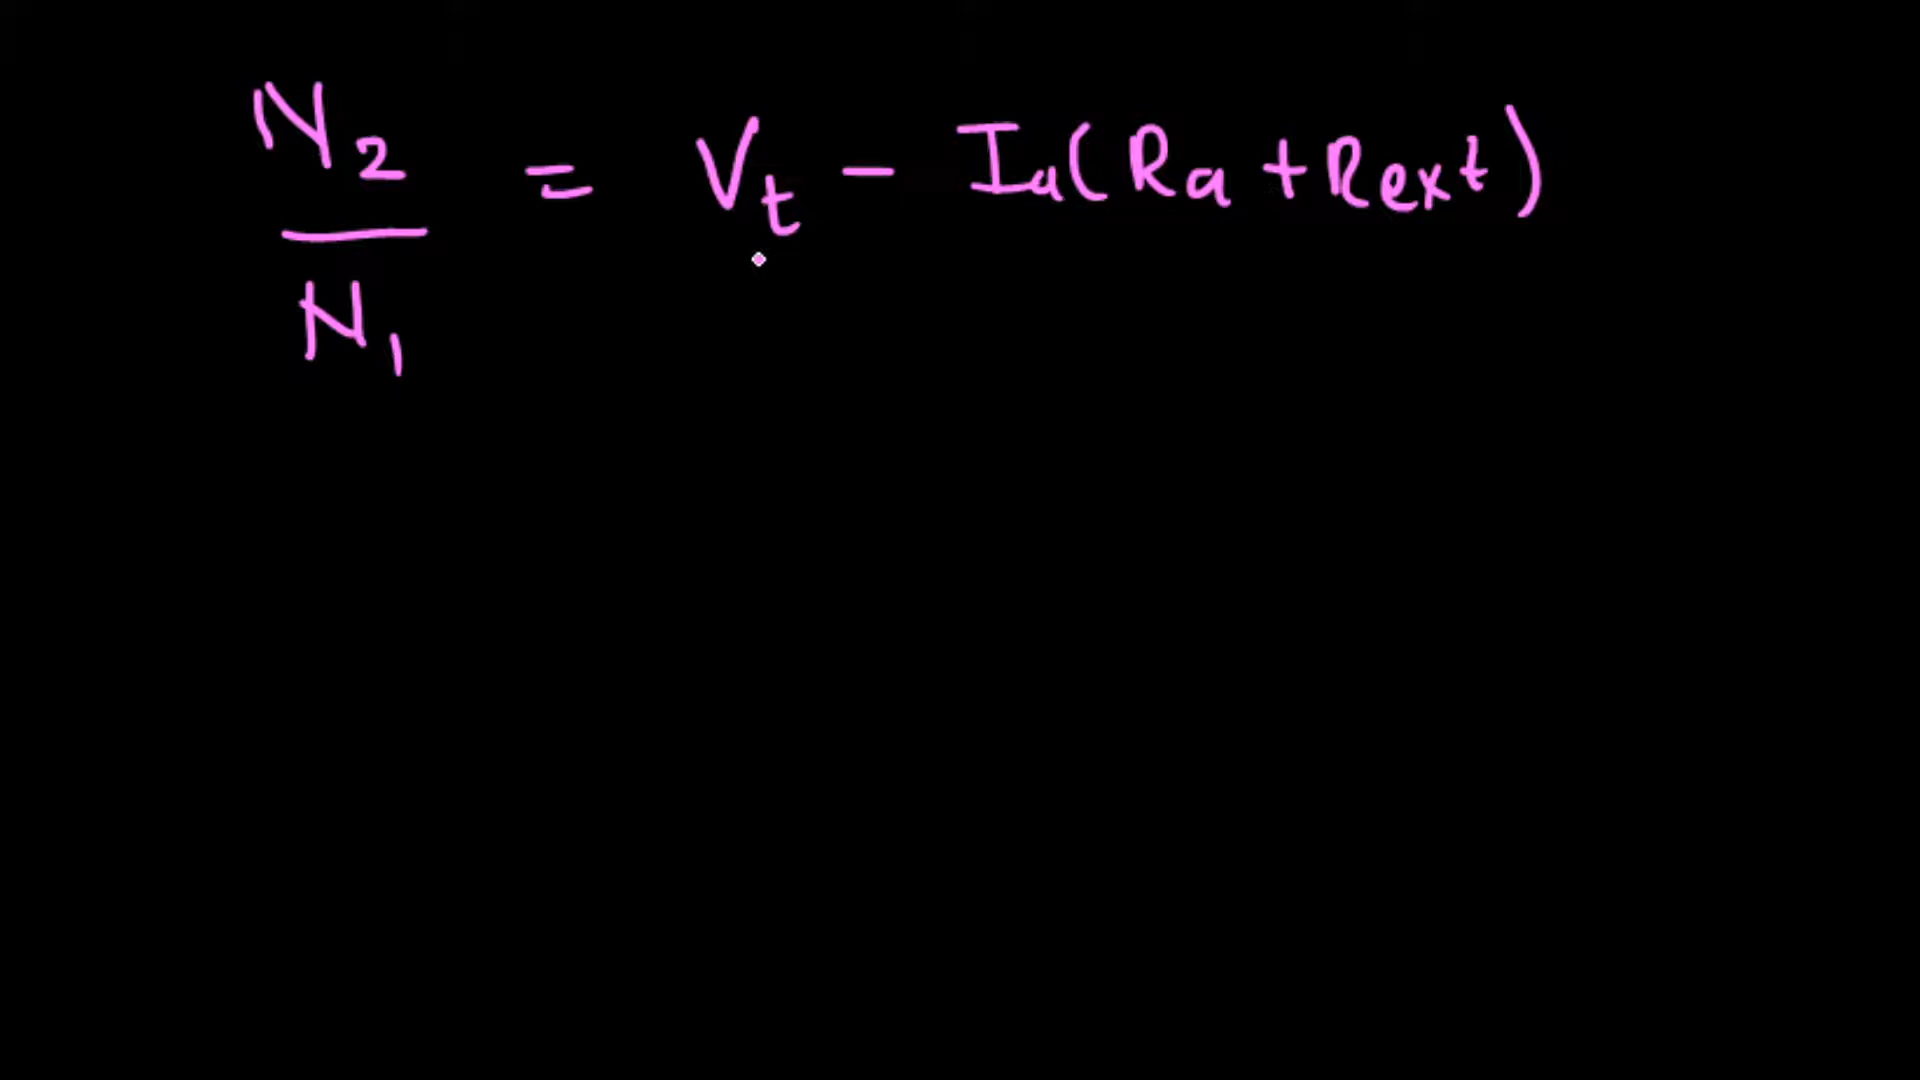 N2 = Vt - Ia(Ra + Rext)
N1